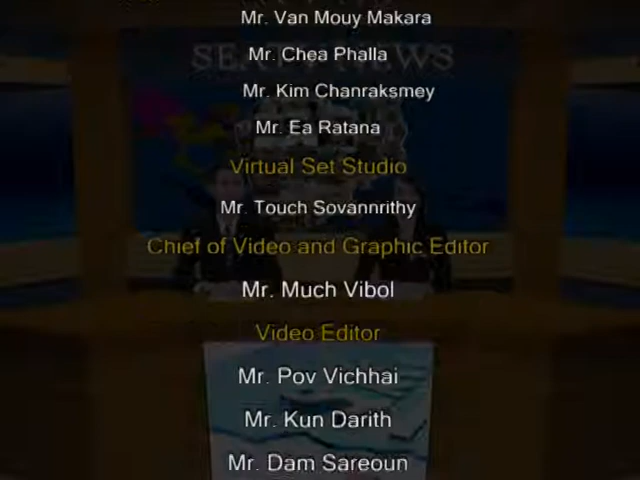 Mr. Van Mouy Makara
SE NEWS
Mr. Chea Phalla
Mr. Kim Chanraksmey
Mr. Ea Ratana
Virtual Set Studio
Mr. Touch Sovannrithy
Chief of Video and Graphic Editor
Mr. Much Vibol
Video Editor
Mr. Pov Vichhai
Mr. Kun Darith
Mr. Dam Sareoun